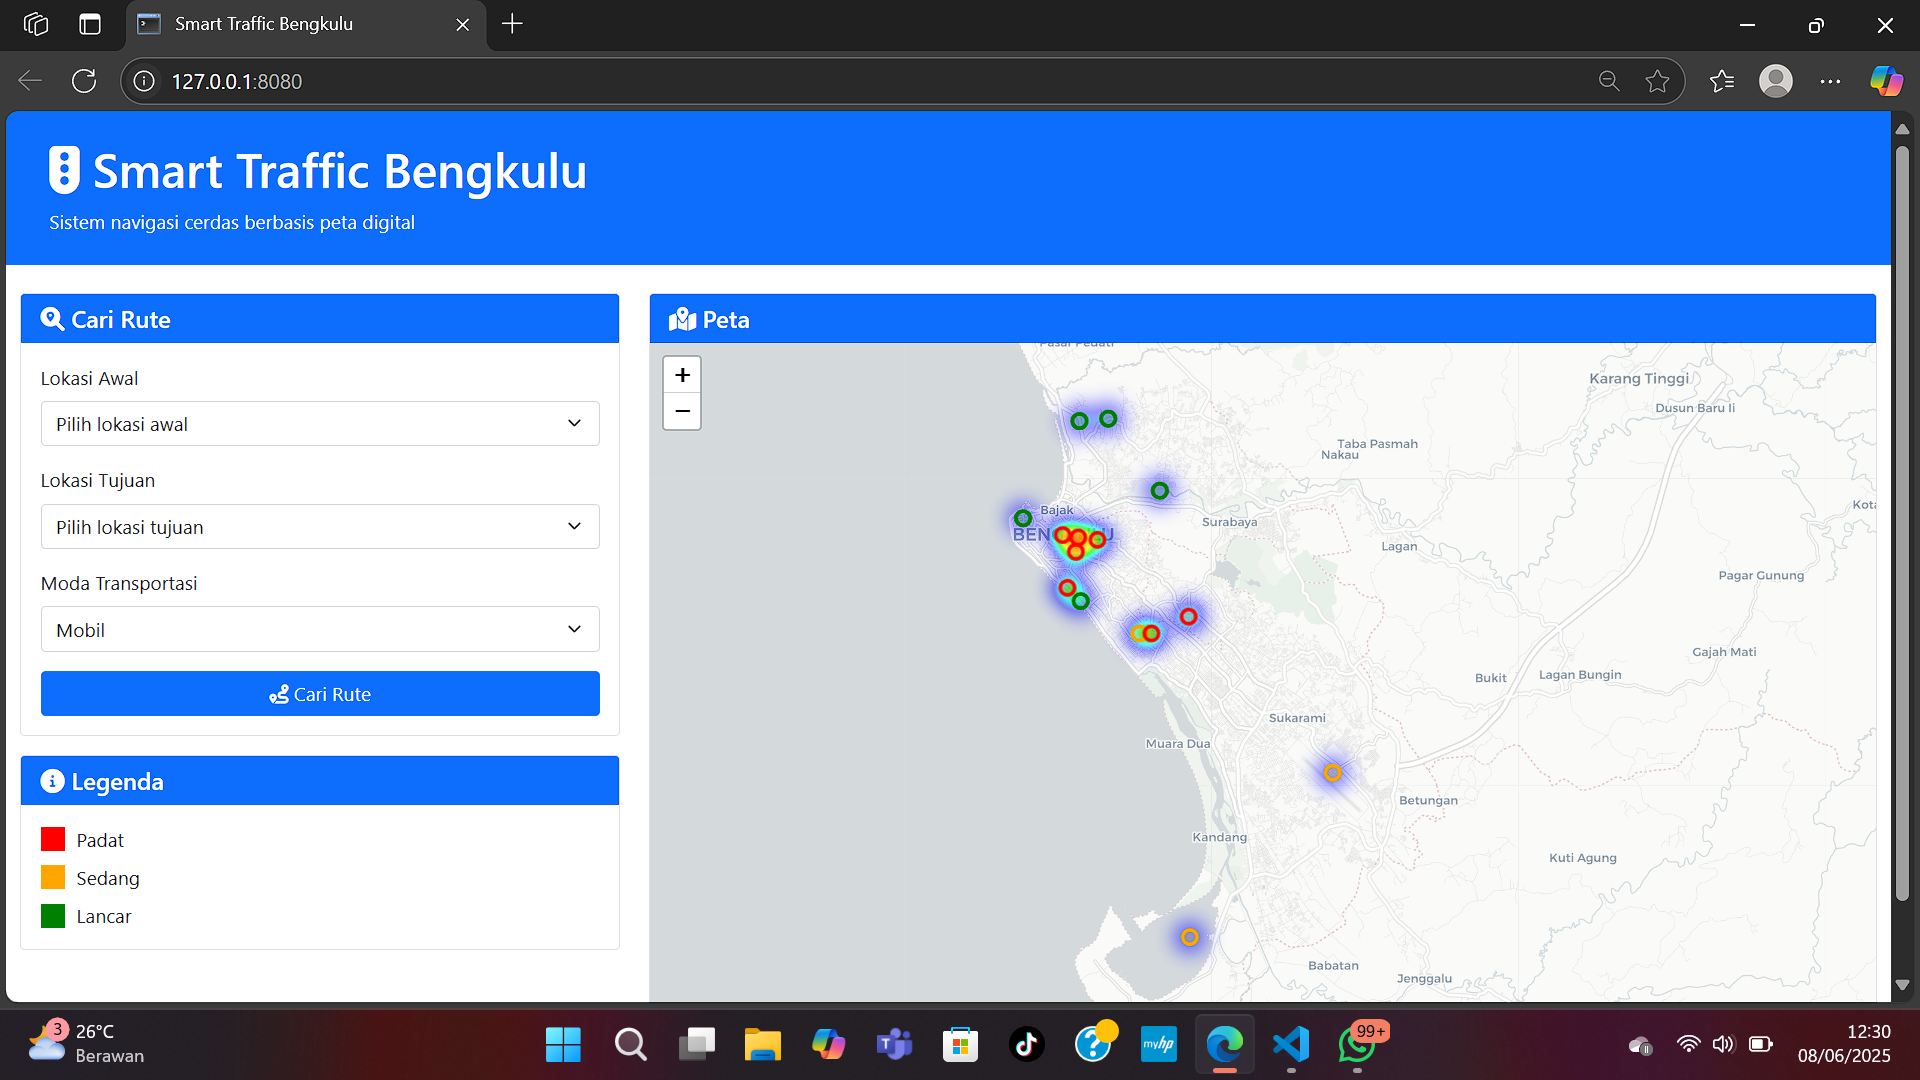 Smart Traffic Bengkulu
127.0.0.1:8080
Smart Traffic Bengkulu
Sistem navigasi cerdas berbasis peta digital
Cari Rute
Lokasi Awal
Pilih lokasi awal
Lokasi Tujuan
Pilih lokasi tujuan
Moda Transportasi
Mobil
Cari Rute
Legenda
Padat
Sedang
Lancar
Peta
+
−
Pasar Pedati
Karang Tinggi
Dusun Baru Ii
Taba Pasmah
Nakau
Bajak
Surabaya
Lagan
Pagar Gunung
Gajah Mati
Bukit
Lagan Bungin
Sukarami
Muara Dua
Betungan
Kandang
Kuti Agung
Babatan
Jenggalu
3
26°C
Berawan
myhp
99+
12:30
08/06/2025